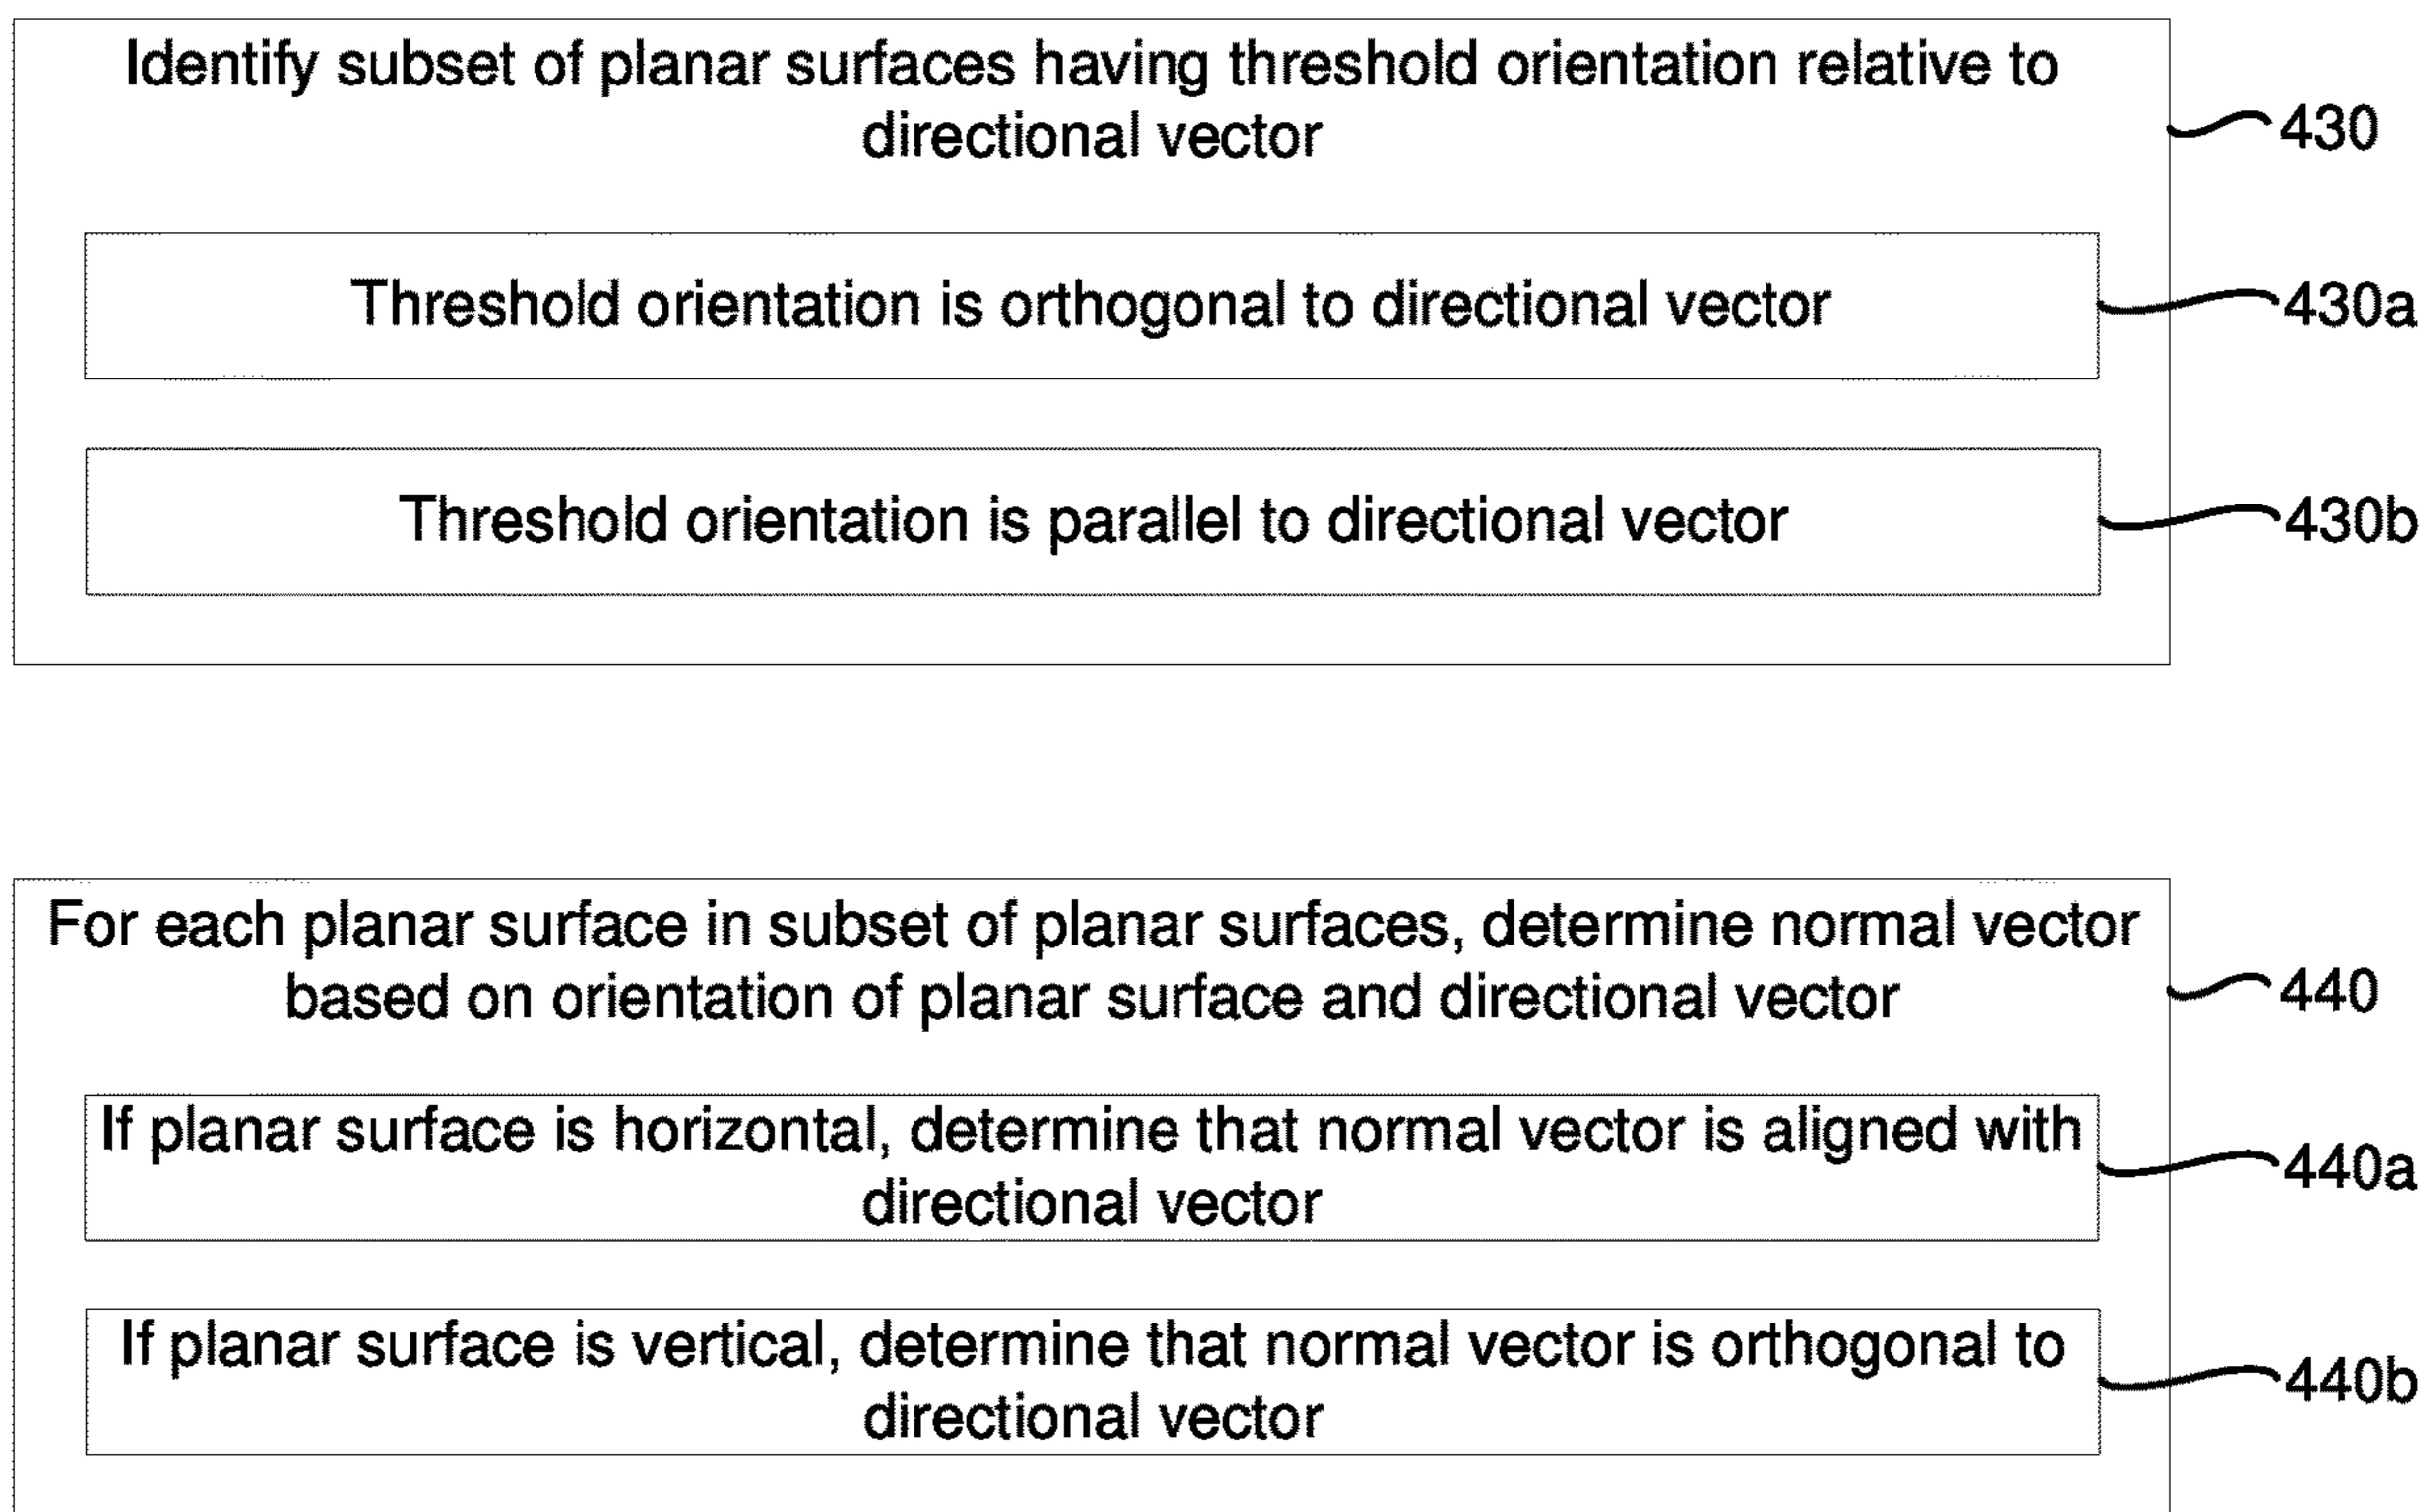 Identify subset of planar surfaces having threshold orientation relative to
directional vector
430
Threshold orientation is orthogonal to directional vector
430a
Threshold orientation is parallel to directional vector
430b
For each planar surface in subset of planar surfaces, determine normal vector
based on orientation of planar surface and directional vector
440
If planar surface is horizontal, determine that normal vector is aligned with
directional vector
440a
If planar surface is vertical, determine that normal vector is orthogonal to
directional vector
440b